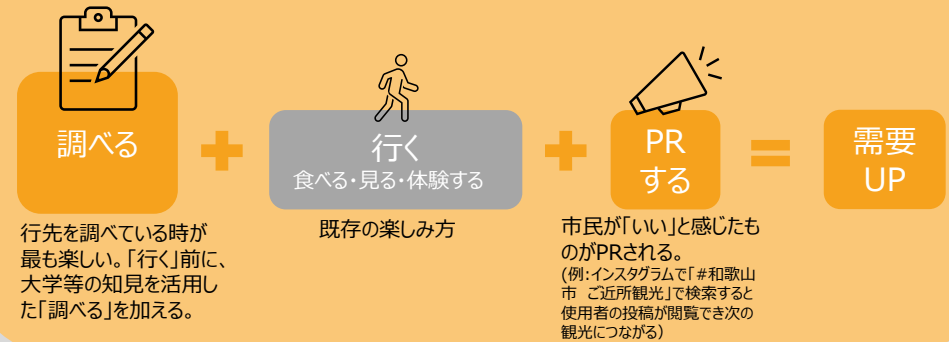 調べる
行先を調べている時が
最も楽しい。「行く」前に、
大学等の知見を活用し
た「調べる」を加える。
+
行く
食べる・見る・体験する
既存の楽しみ方
+
PR
する
市民が「いい」と感じたも
のがPRされる。
(例:インスタグラムで「#和歌山
市 ご近所観光」で検索すると
使用者の投稿が閲覧でき次の
観光につながる)
=
需要
UP